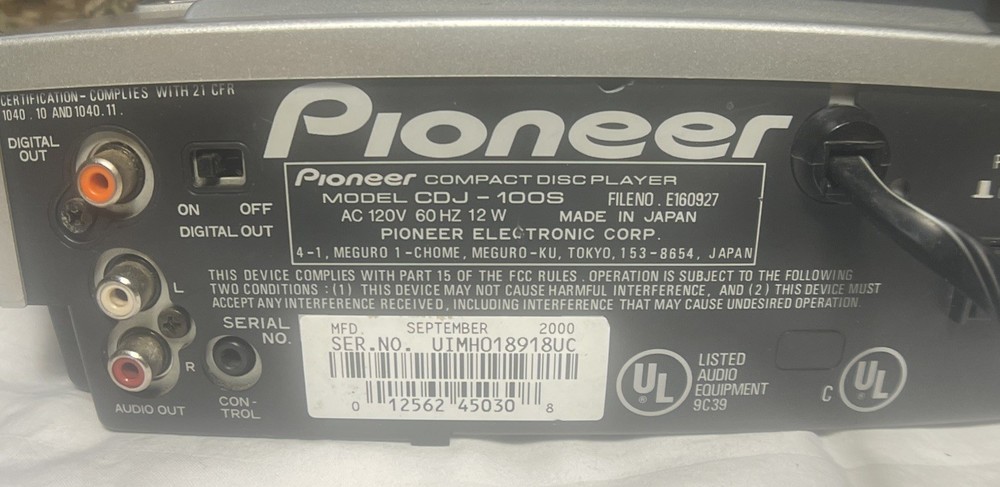 CERTIFICATION-COMPLIES WITH 21 CFR
1040.10 AND 1040.11.
DIGITAL
OUT
ON OFF
DIGITAL OUT
Pioneer
Pioneer COMPACT DISC PLAYER
MODEL CDJ-100S FILE NO. E160927
AC 120V 60 HZ 12 W MADE IN JAPAN
PIONEER ELECTRONIC CORP.
4-1, MEGURO 1-CHOME, MEGURO-KU, TOKYO, 153-8654, JAPAN
THIS DEVICE COMPLIES WITH PART 15 OF THE FCC RULES. OPERATION IS SUBJECT TO THE FOLLOWING
TWO CONDITIONS: (1) THIS DEVICE MAY NOT CAUSE HARMFUL INTERFERENCE, AND (2) THIS DEVICE MUST
ACCEPT ANY INTERFERENCE RECEIVED, INCLUDING INTERFERENCE THAT MAY CAUSE UNDESIRED OPERATION.
L
R
AUDIO OUT
SERIAL
NO.
CON-
TROL
MFD. SEPTEMBER 2000
SER.NO. UIMH018918UC
0 12562 45030 8
UL
LISTED
AUDIO
EQUIPMENT
9C39
C UL